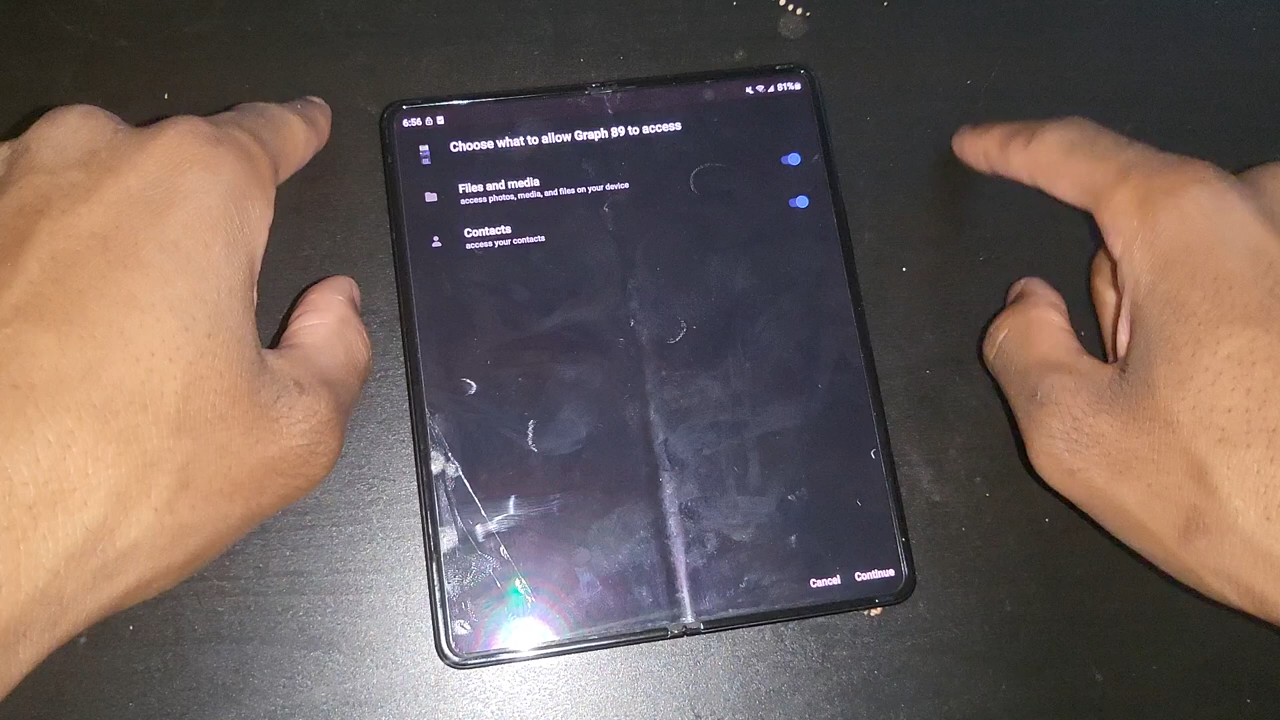 6:56
81%
Choose what to allow Graph 89 to access
Files and media
access photos, media, and files on your device
Contacts
access your contacts
Cancel
Continue